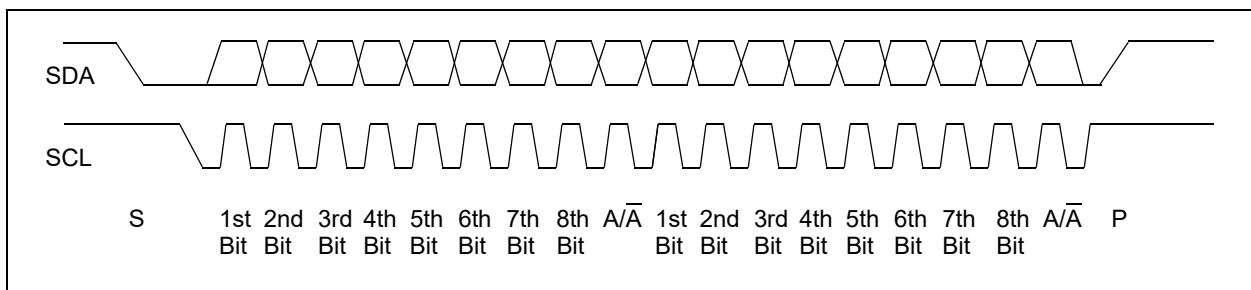 SDA
SCL
S 1st 2nd 3rd 4th 5th 6th 7th 8th A/A̅ 1st 2nd 3rd 4th 5th 6th 7th 8th A/A̅ P
Bit Bit Bit Bit Bit Bit Bit Bit Bit Bit Bit Bit Bit Bit Bit Bit